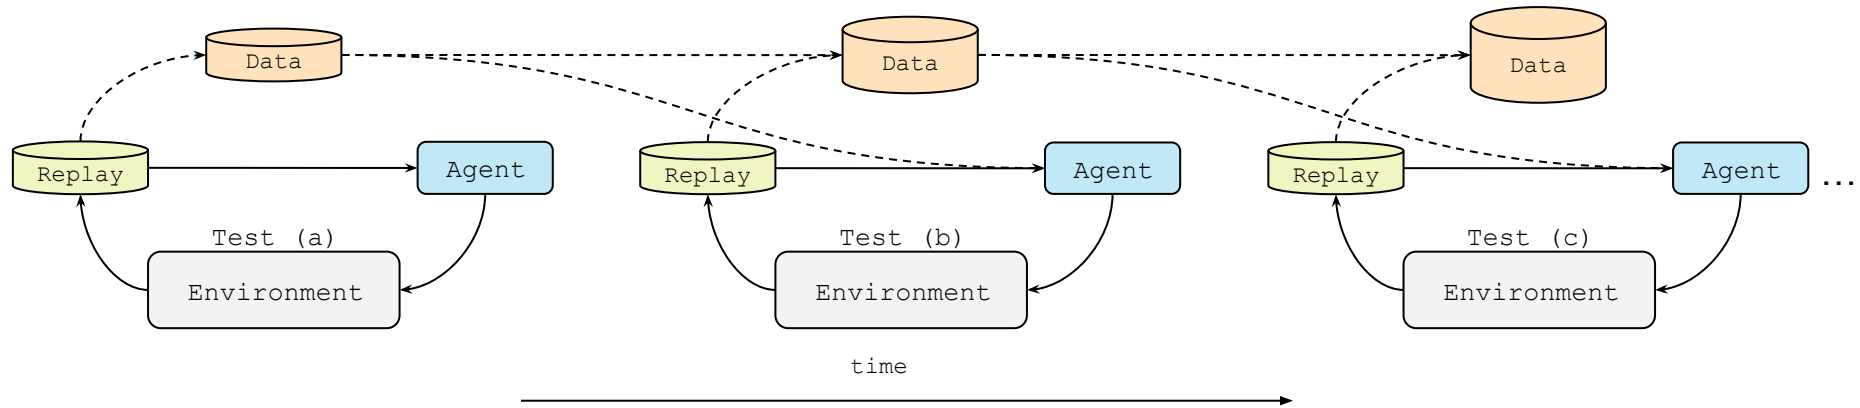 Data
Data
Data
Replay
Agent
Replay
Agent
Replay
Agent
...
Test (a)
Test (b)
Test (c)
Environment
Environment
Environment
time